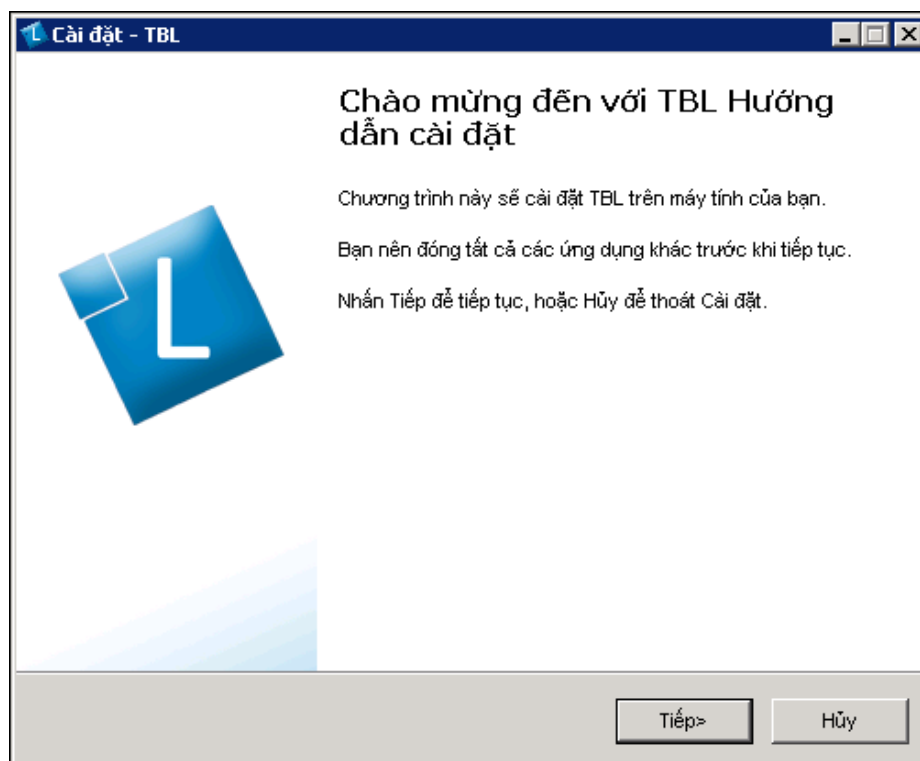 Cài đặt - TBL
Chào mừng đến với TBL Hướng
dẫn cài đặt
Chương trình này sẽ cài đặt TBL trên máy tính của bạn.
Bạn nên đóng tất cả các ứng dụng khác trước khi tiếp tục.
Nhấn Tiếp để tiếp tục, hoặc Hủy để thoát Cài đặt.
L
Tiếp>
Hủy